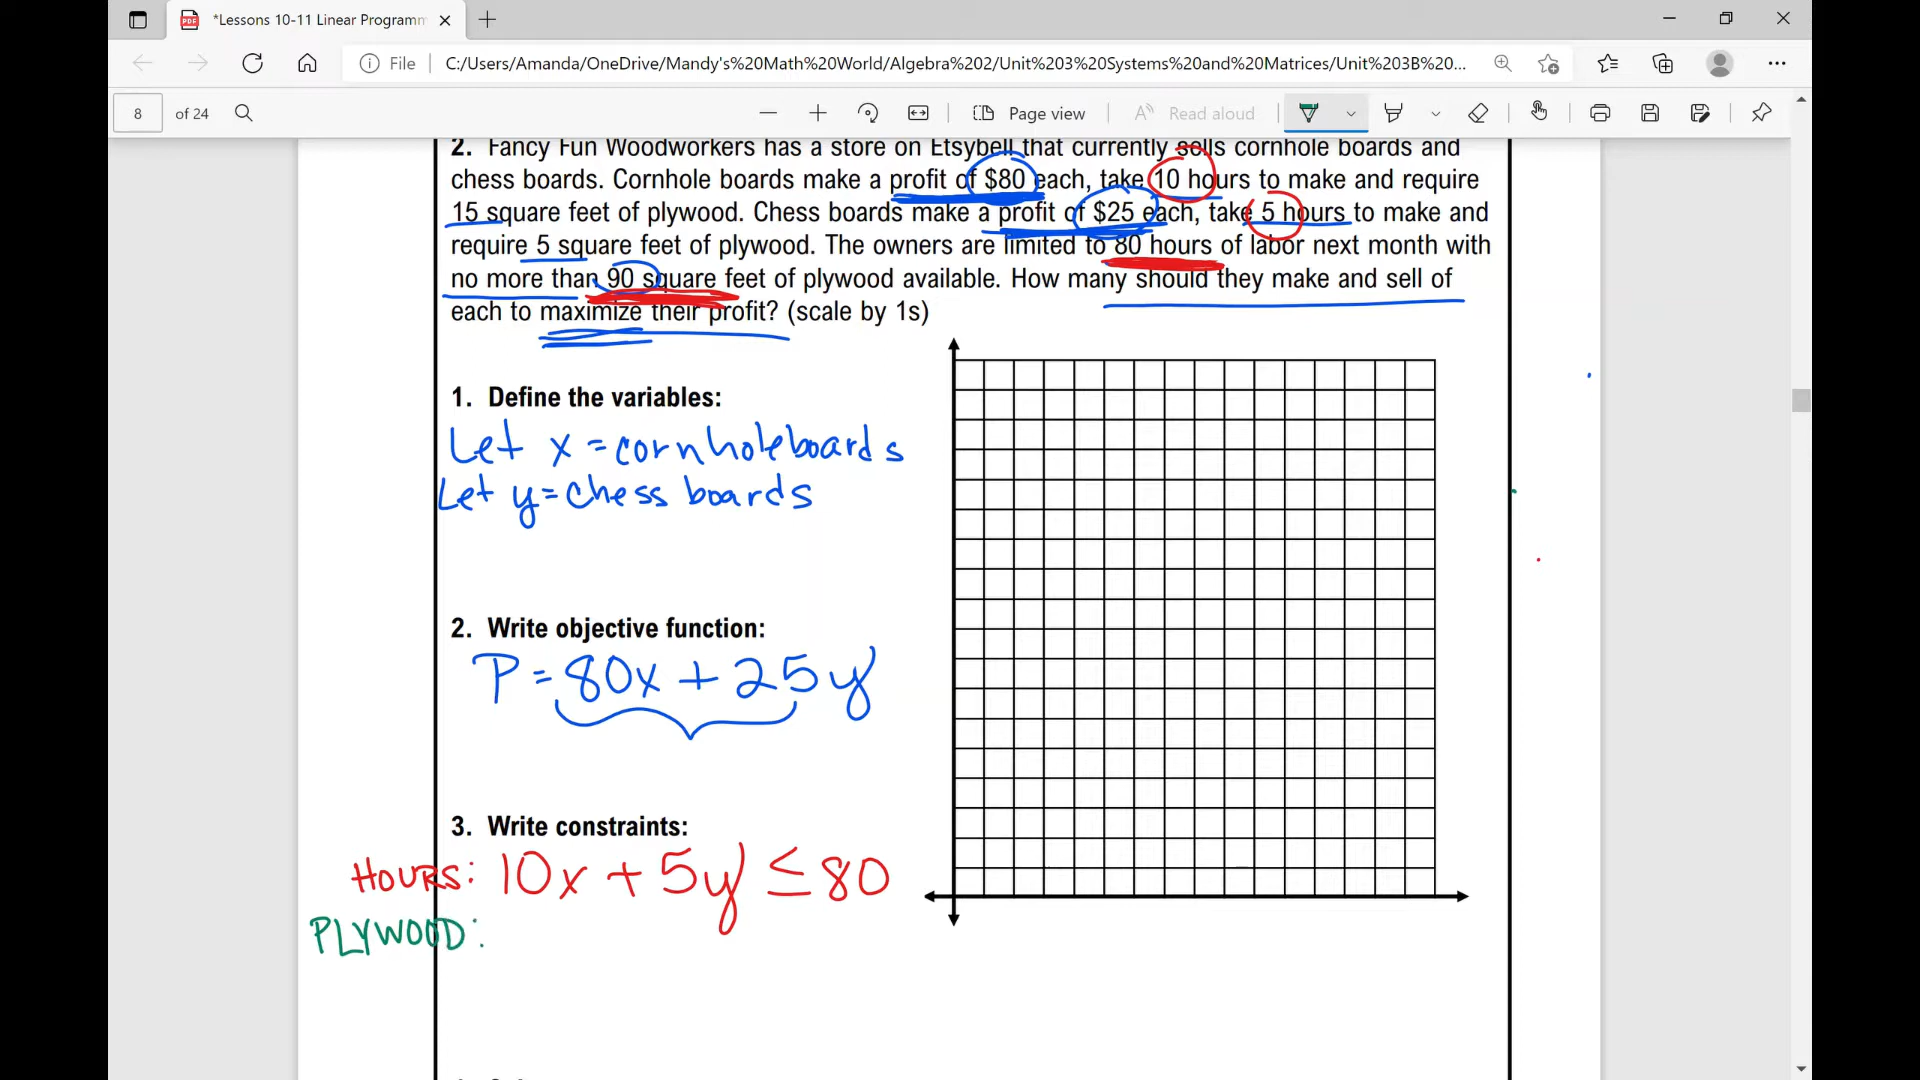 *Lessons 10-11 Linear Programm
File C:/Users/Amanda/OneDrive/Mandy's%20Math%20World/Algebra%202/Unit%203%20Systems%20and%20Matrices/Unit%203B%20...
8 of 24 Page view Read aloud
2. Fancy Fun Woodworkers has a store on Etsybell that currently sells cornhole boards and
chess boards. Cornhole boards make a profit of $80 each, take 10 hours to make and require
15 square feet of plywood. Chess boards make a profit of $25 each, take 5 hours to make and
require 5 square feet of plywood. The owners are limited to 80 hours of labor next month with
no more than 90 square feet of plywood available. How many should they make and sell of
each to maximize their profit? (scale by 1s)
1. Define the variables:
Let x = cornhole boards
Let y = chess boards
2. Write objective function:
P = 80x + 25y
3. Write constraints:
HOURS: 10x + 5y ≤ 80
PLYWOOD: